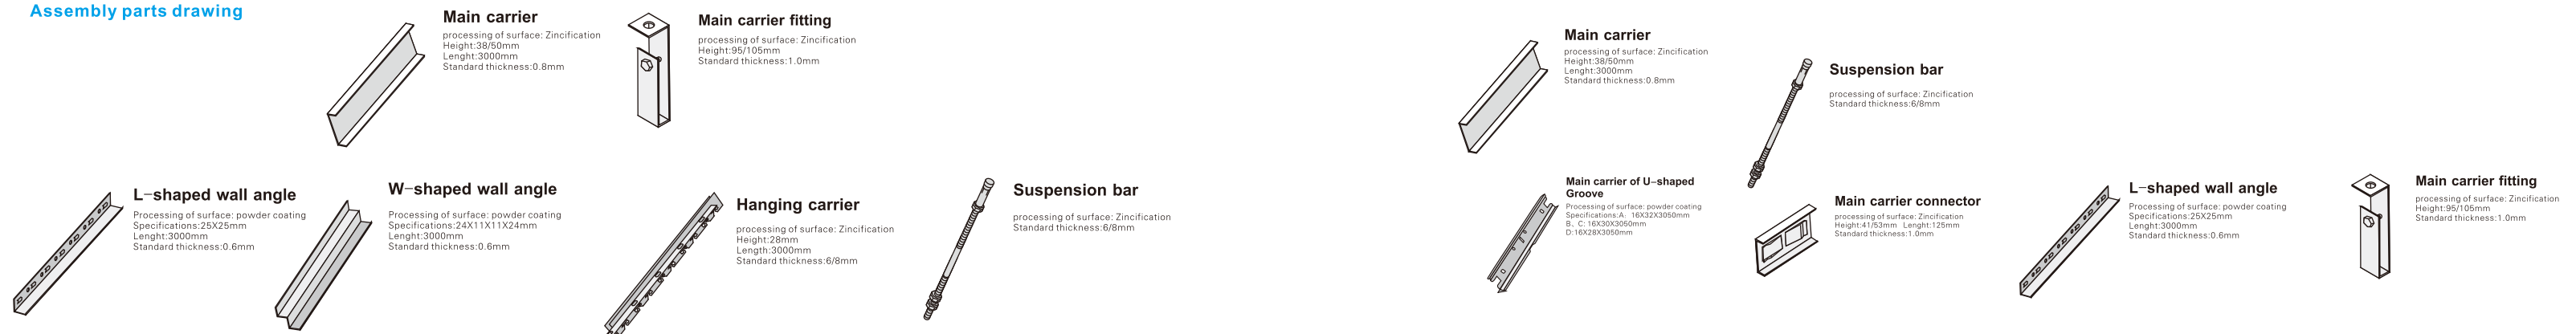 Assembly parts drawing
Main carrier
processing of surface: Zincification
Height:38/50mm
Lenght:3000mm
Standard thickness:0.8mm
Main carrier fitting
processing of surface: Zincification
Height:95/105mm
Standard thickness:1.0mm
L-shaped wall angle
Processing of surface: powder coating
Specifications:25X25mm
Lenght:3000mm
Standard thickness:0.6mm
W-shaped wall angle
Processing of surface: powder coating
Specifications:24X11X11X24mm
Lenght:3000mm
Standard thickness:0.6mm
Hanging carrier
processing of surface: Zincification
Height:28mm
Length:3000mm
Standard thickness:6/8mm
Suspension bar
processing of surface: Zincification
Standard thickness:6/8mm
Main carrier
processing of surface: Zincification
Height:38/50mm
Lenght:3000mm
Standard thickness:0.8mm
Suspension bar
processing of surface: Zincification
Standard thickness:6/8mm
Main carrier of U-shaped
Groove
Processing of surface: powder coating
Specifications:A: 16X32X3050mm
B、C: 16X30X3050mm
D:16X28X3050mm
Main carrier connector
processing of surface: Zincification
Height:41/53mm Lenght:125mm
Standard thickness:1.0mm
L-shaped wall angle
Processing of surface: powder coating
Specifications:25X25mm
Lenght:3000mm
Standard thickness:0.6mm
Main carrier fitting
processing of surface: Zincification
Height:95/105mm
Standard thickness:1.0mm